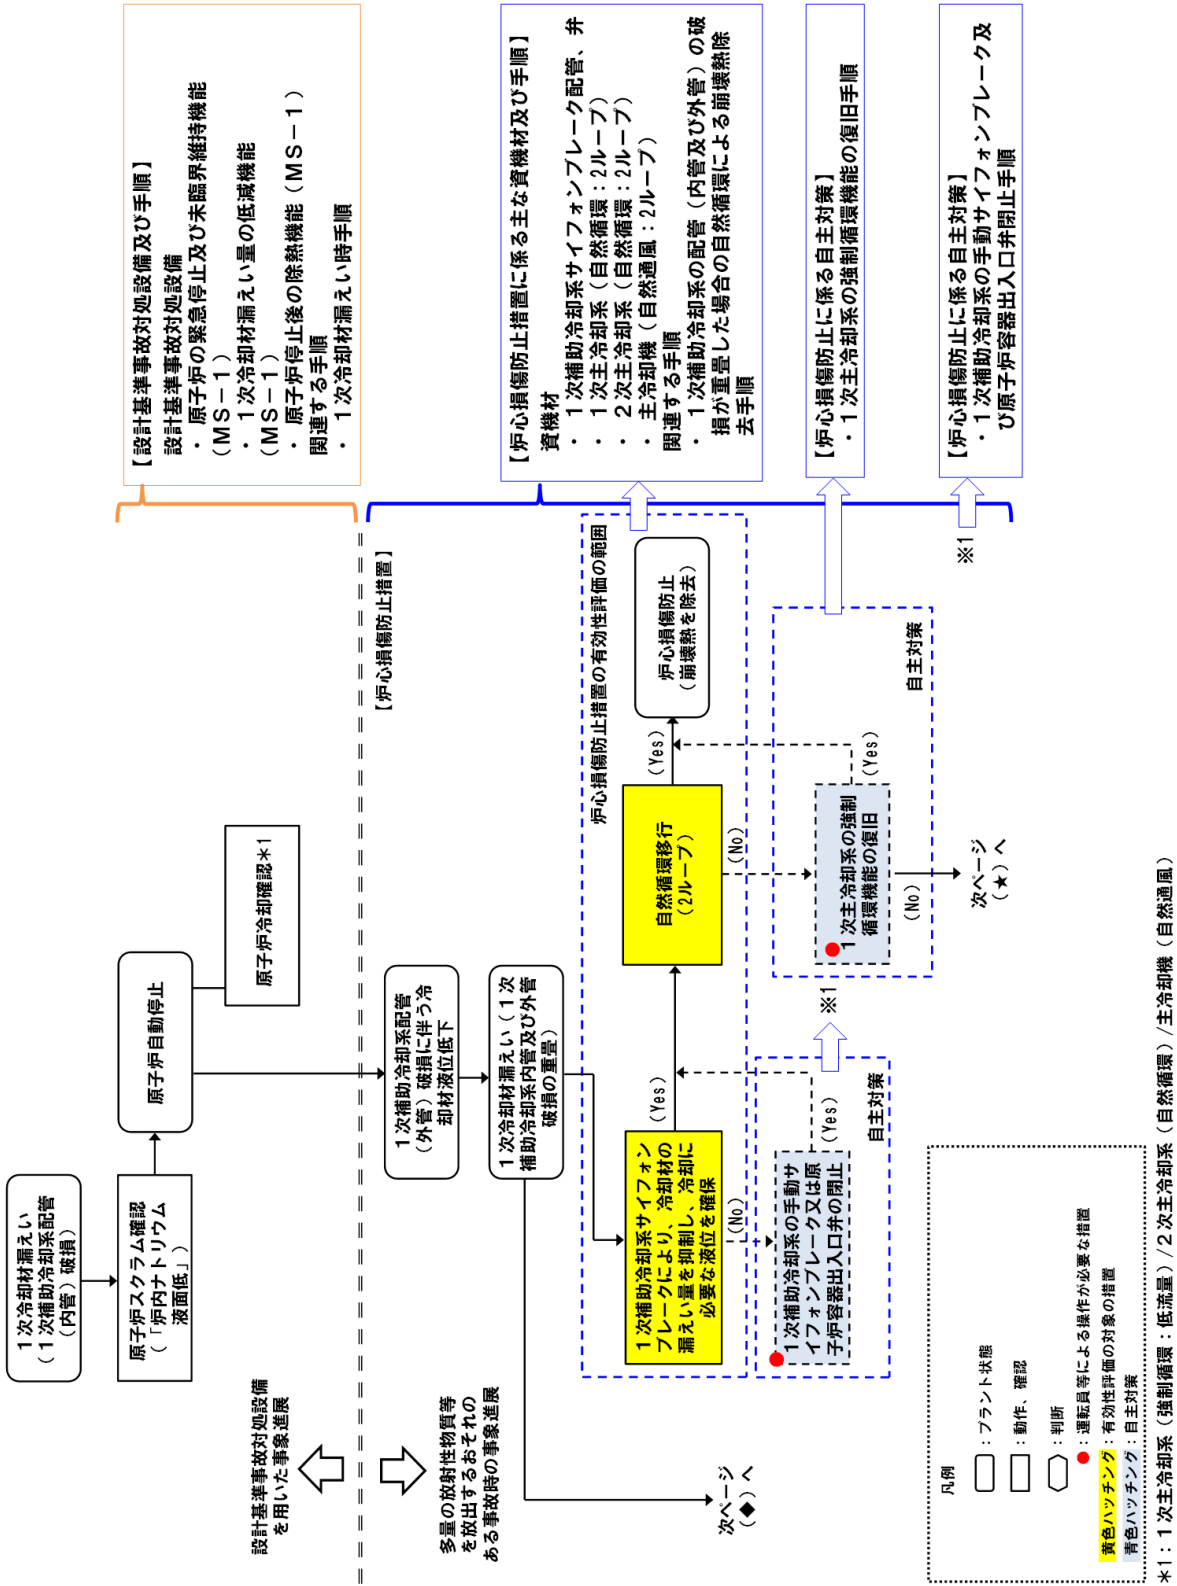 1次冷却材漏えい
(1次補助冷却系配管
(内管)破損)
原子炉スクラム確認
(「炉内ナトリウム
液面低」)
原子炉自動停止
原子炉冷却確認＊1
【設計基準事故対処設備及び手順】
設計基準事故対処設備
・原子炉の緊急停止及び未臨界維持機能
(MS-1)
・1次冷却材漏えい量の低減機能
(MS-1)
・原子炉停止後の除熱機能(MS-1)
関連する手順
・1次冷却材漏えい時手順
設計基準事故対処設備
を用いた事象進展
多量の放射性物質等
を放出するおそれの
ある事故時の事象進展
【炉心損傷防止措置】
1次補助冷却系配管
(外管)破損に伴う冷
却材液位低下
1次冷却材漏えい(1次
補助冷却系内管及び外管
破損の重畳)
次ページ
(◆)へ
炉心損傷防止措置の有効性評価の範囲
1次補助冷却系サイフォン
ブレークにより、冷却材の
漏えい量を抑制し、冷却に
必要な液位を確保
(Yes)
(No)
自然循環移行
(2ループ)
(Yes)
(No)
炉心損傷防止
(崩壊熱を除去)
【炉心損傷防止措置に係る主な資機材及び手順】
資機材
・1次補助冷却系サイフォンブレーク配管、弁
・1次主冷却系(自然循環：2ループ)
・2次主冷却系(自然循環：2ループ)
・主冷却機(自然通風：2ループ)
関連する手順
・1次補助冷却系の配管(内管及び外管)の破
損が重畳した場合の自然循環による崩壊熱除
去手順
1次補助冷却系の手動サ
イフォンブレーク又は原
子炉容器出入口弁の閉止
(Yes)
自主対策
※1
1次主冷却系の強制
循環機能の復旧
(Yes)
(No)
自主対策
次ページ
(★)へ
【炉心損傷防止に係る自主対策】
・1次主冷却系の強制循環機能の復旧手順
※1
【炉心損傷防止に係る自主対策】
・1次補助冷却系の手動サイフォンブレーク及
び原子炉容器出入口弁閉止手順
凡例
：プラント状態
：動作、確認
：判断
：運転員等による操作が必要な措置
黄色ハッチング：有効性評価の対象の措置
青色ハッチング：自主対策
＊1：1次主冷却系(強制循環：低流量)/2次主冷却系(自然循環)/主冷却機(自然通風)